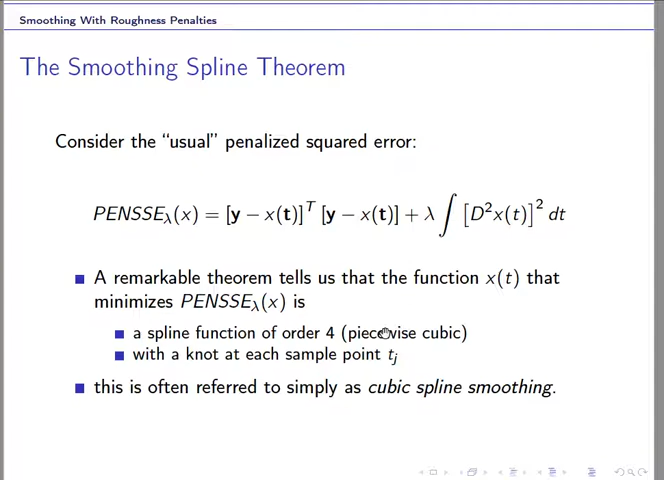 Smoothing With Roughness Penalties
The Smoothing Spline Theorem
Consider the “usual” penalized squared error:
PENSSE_λ(x) = [y − x(t)]^T [y − x(t)] + λ ∫ [D²x(t)]² dt
A remarkable theorem tells us that the function x(t) that
minimizes PENSSE_λ(x) is
a spline function of order 4 (piecewise cubic)
with a knot at each sample point t_j
this is often referred to simply as cubic spline smoothing.